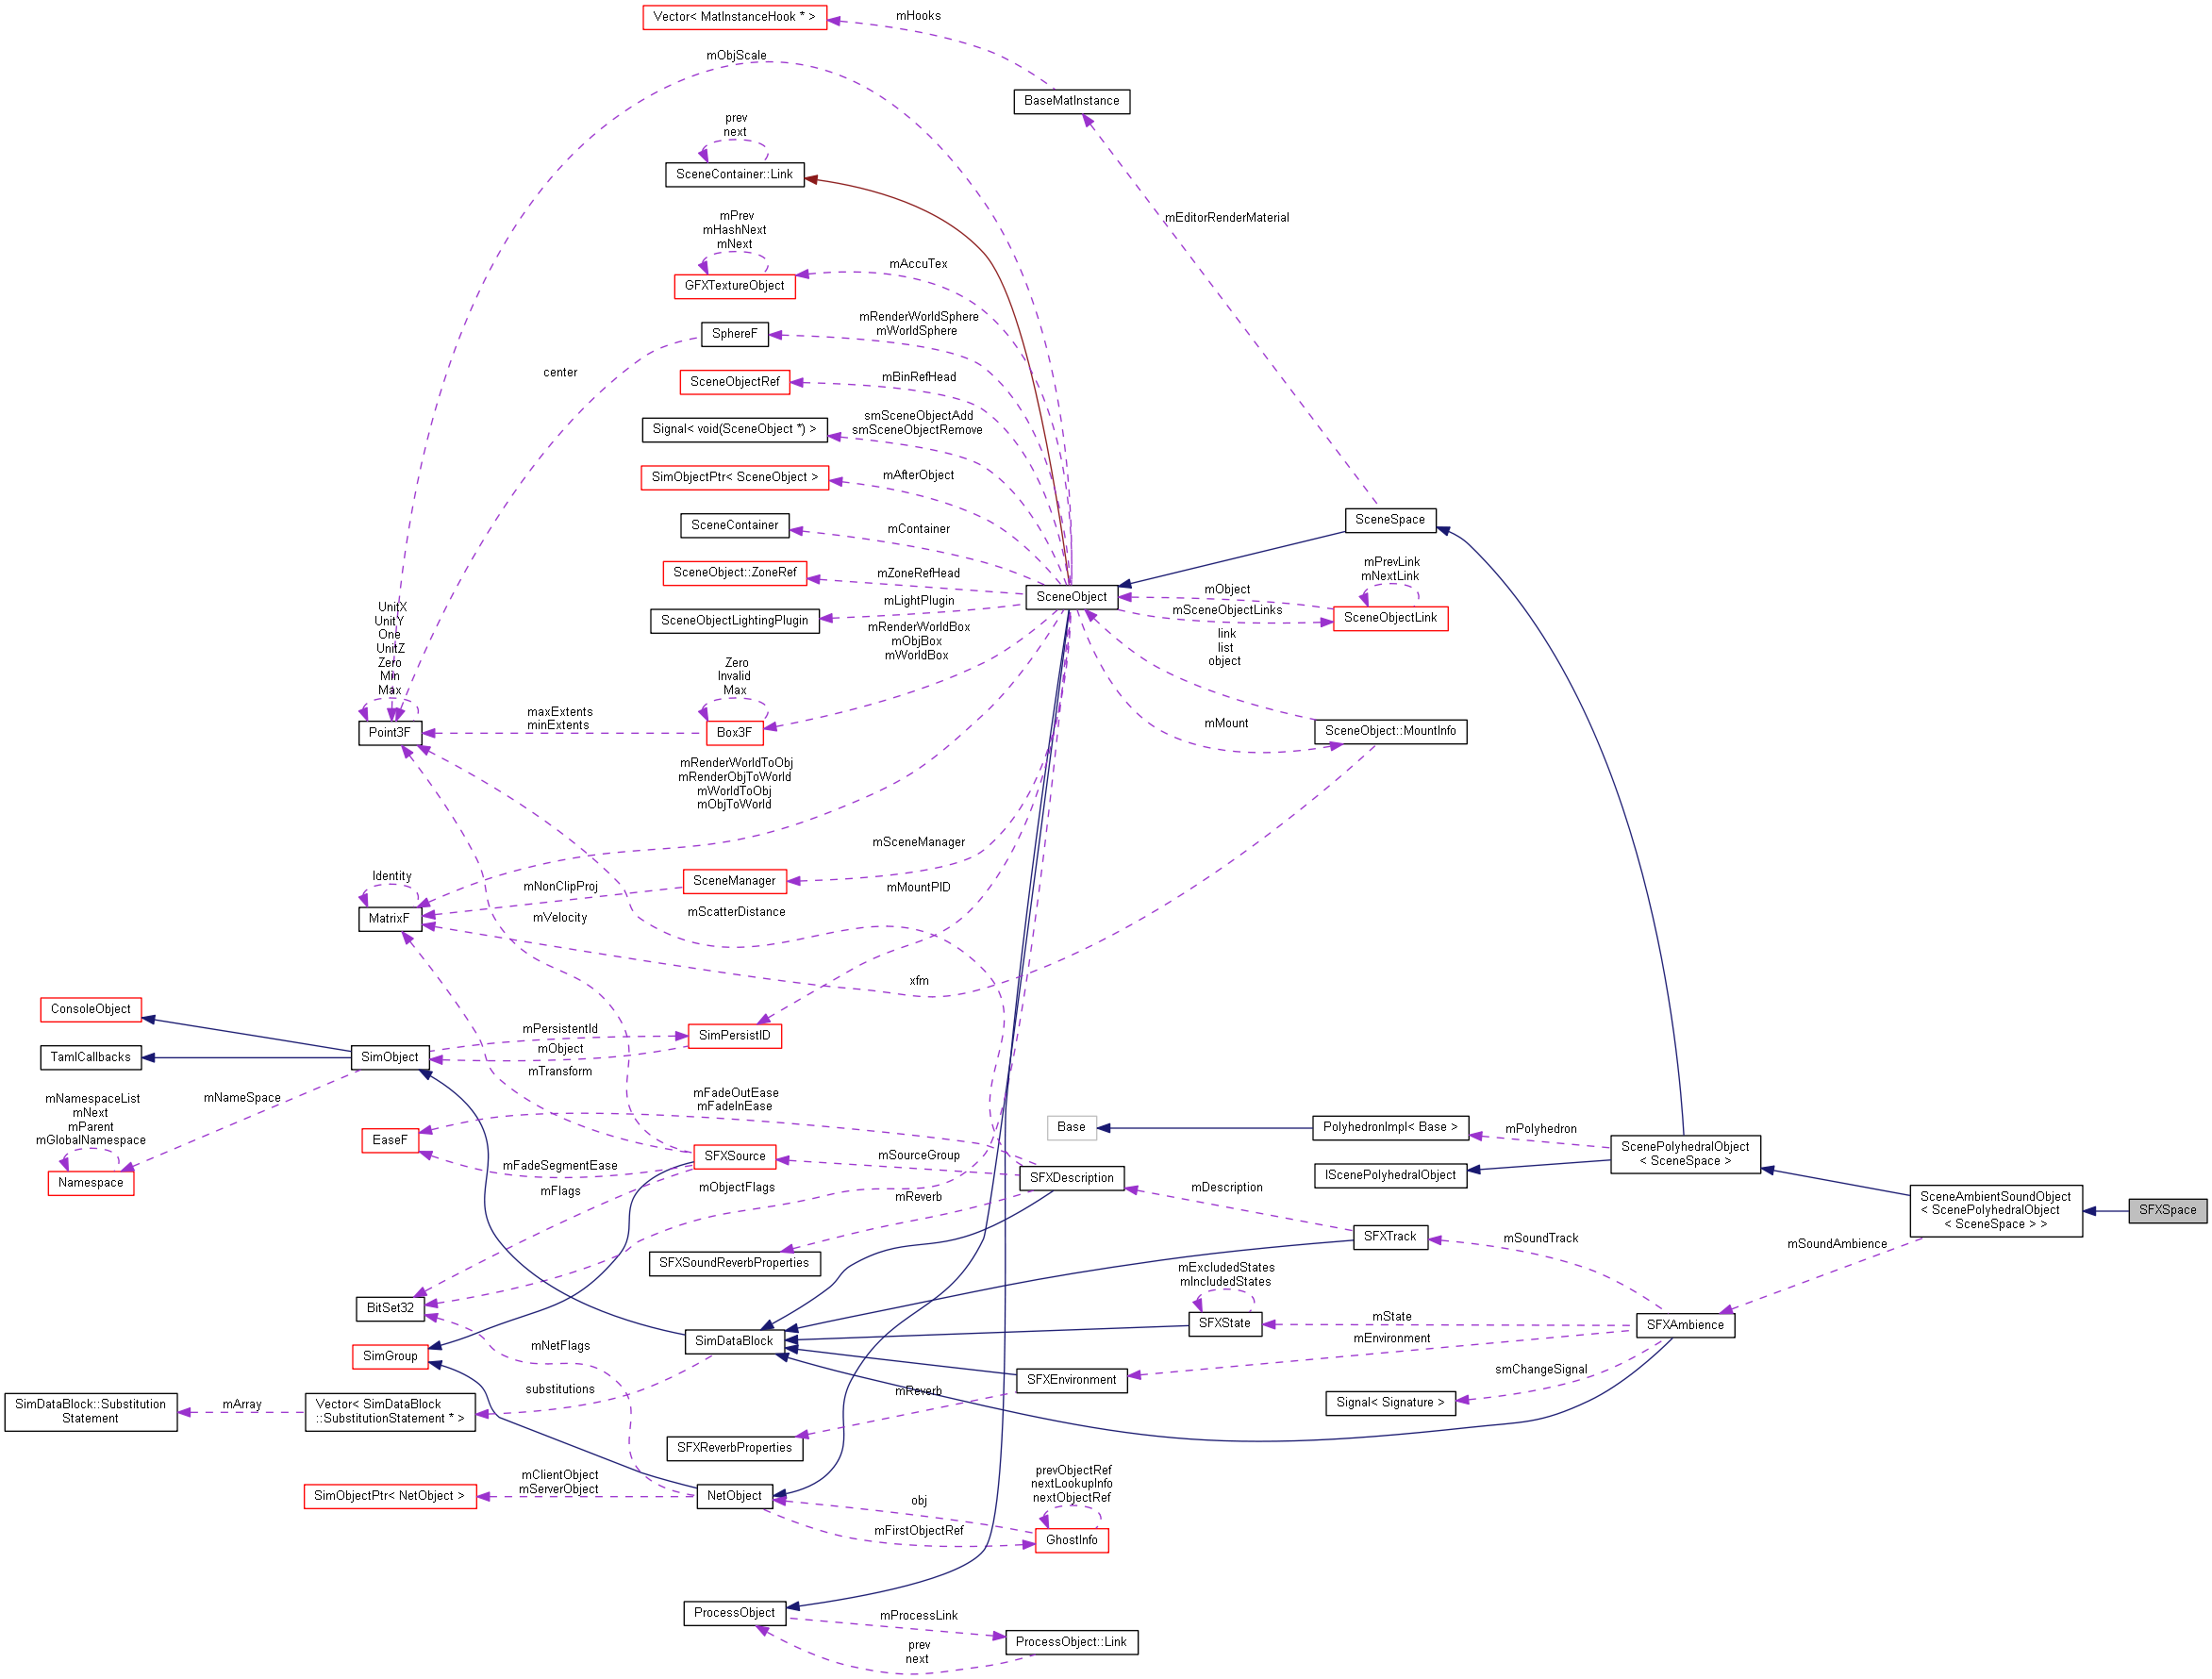 Vector< MatInstanceHook * >
mHooks
mObjScale
BaseMatInstance
prev
next
SceneContainer::Link
mEditorRenderMaterial
mPrev
mHashNext
mNext
GFXTextureObject
mAccuTex
SphereF
mRenderWorldSphere
mWorldSphere
center
SceneObjectRef
mBinRefHead
Signal< void(SceneObject *) >
smSceneObjectAdd
smSceneObjectRemove
SimObjectPtr< SceneObject >
mAfterObject
SceneContainer
mContainer
SceneSpace
SceneObject::ZoneRef
mZoneRefHead
SceneObject
mObject
mSceneObjectLinks
mPrevLink
mNextLink
SceneObjectLink
SceneObjectLightingPlugin
mLightPlugin
mRenderWorldBox
mObjBox
mWorldBox
link
list
object
UnitX
UnitY
One
UnitZ
Zero
Min
Max
Point3F
maxExtents
minExtents
Zero
Invalid
Max
Box3F
mMount
SceneObject::MountInfo
mRenderWorldToObj
mRenderObjToWorld
mWorldToObj
mObjToWorld
mSceneManager
Identity
MatrixF
mNonClipProj
SceneManager
mMountPID
mVelocity
mScatterDistance
xfm
ConsoleObject
TamlCallbacks
SimObject
mPersistentId
mObject
SimPersistID
mTransform
mNamespaceList
mNext
mParent
mGlobalNamespace
Namespace
mNameSpace
mFadeOutEase
mFadeInEase
EaseF
mFadeSegmentEase
mFlags
SFXSource
mSourceGroup
mObjectFlags
mReverb
Base
PolyhedronImpl< Base >
mPolyhedron
IScenePolyhedralObject
ScenePolyhedralObject
< SceneSpace >
SFXDescription
mDescription
SceneAmbientSoundObject
< ScenePolyhedralObject
< SceneSpace > >
SFXSpace
SFXTrack
mSoundTrack
mSoundAmbience
SFXSoundReverbProperties
mExcludedStates
mIncludedStates
SFXState
mState
SFXAmbience
mEnvironment
BitSet32
SimDataBlock
SimGroup
mNetFlags
SFXEnvironment
smChangeSignal
Signal< Signature >
mReverb
SimDataBlock::Substitution
Statement
mArray
Vector< SimDataBlock
::SubstitutionStatement * >
substitutions
SFXReverbProperties
SimObjectPtr< NetObject >
mClientObject
mServerObject
NetObject
obj
mFirstObjectRef
prevObjectRef
nextLookupInfo
nextObjectRef
GhostInfo
ProcessObject
mProcessLink
ProcessObject::Link
prev
next